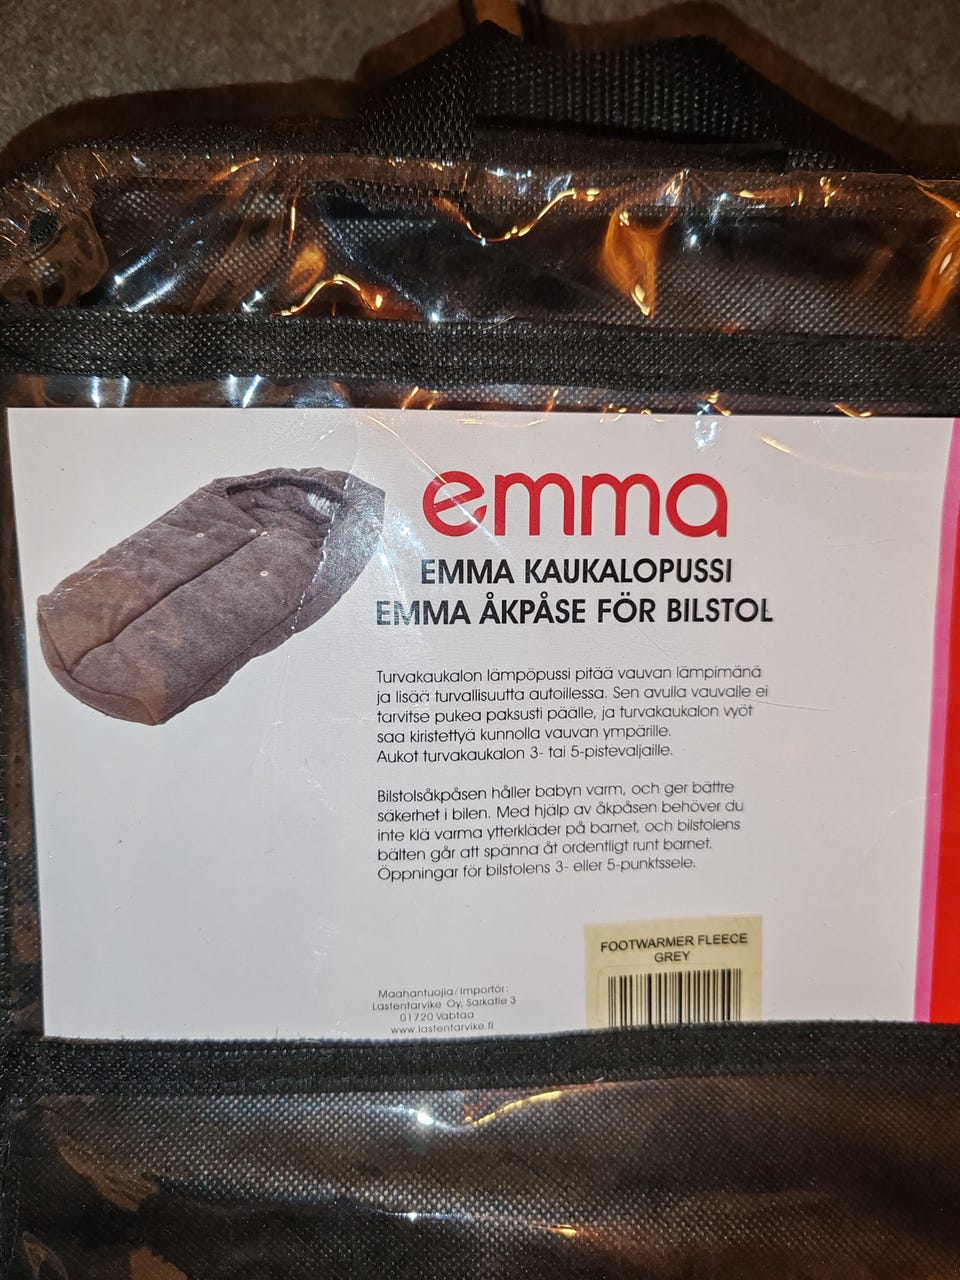 emma
EMMA KAUKALOPUSSI
EMMA ÅKPÅSE FÖR BILSTOL
Turvakaukalon lämpöpussi pitää vauvan lämpimänä
ja lisää turvallisuutta autoillessa. Sen avulla vauvalle ei
tarvitse pukea paksusti päälle, ja turvakaukalon vyöt
saa kiristettyä kunnolla vauvan ympärille.
Aukot turvakaukalon 3- tai 5-pistevaljaille.
Bilstolsåkpåsen håller babyn varm, och ger bättre
säkerhet i bilen. Med hjälp av åkpåsen behöver du
inte klä varma ytterkläder på barnet, och bilstolens
bälten går att spänna åt ordentligt runt barnet.
Öppningar för bilstolens 3- eller 5-punktssele.
FOOTWARMER FLEECE
GREY
Maahantuojia/Importör:
Lastentarvike Oy, Sarkatie 3
01720 Vabtaa
www.lastentarvike.fi